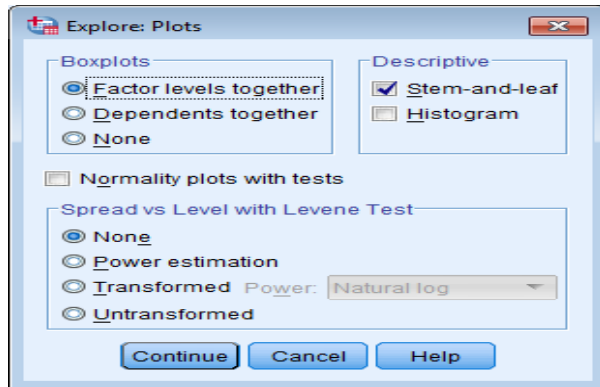 Explore: Plots
Boxplots
Factor levels together
Dependents together
None
Descriptive
Stem-and-leaf
Histogram
Normality plots with tests
Spread vs Level with Levene Test
None
Power estimation
Transformed Power: Natural log
Untransformed
Continue Cancel Help